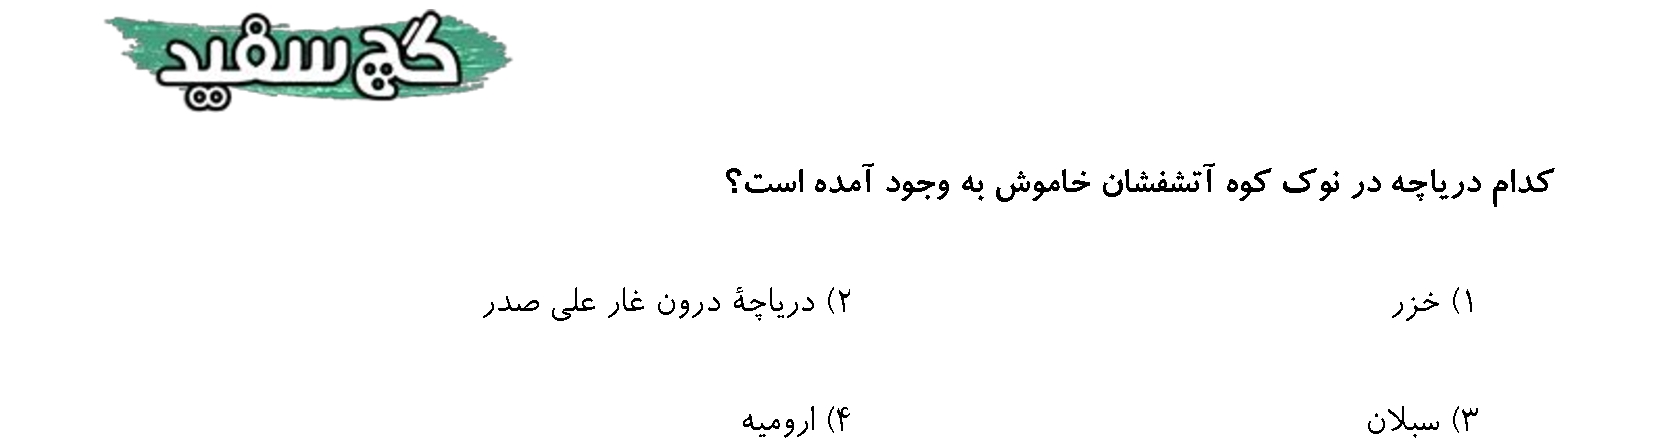 گچ سفید
کدام دریاچه در نوک کوه آتشفشان خاموش به وجود آمده است؟
۱) خزر
۲) دریاچهٔ درون غار علی صدر
۳) سبلان
۴) ارومیه